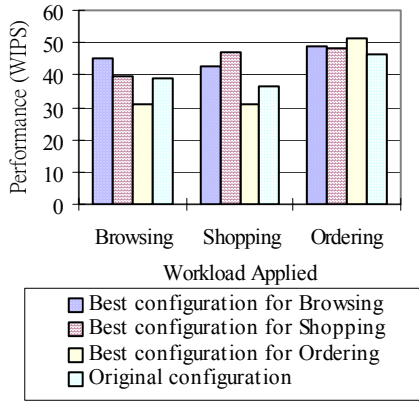 60
50
40
30
20
10
0
Performance (WIPS)
Browsing Shopping Ordering
Workload Applied
Best configuration for Browsing
Best configuration for Shopping
Best configuration for Ordering
Original configuration